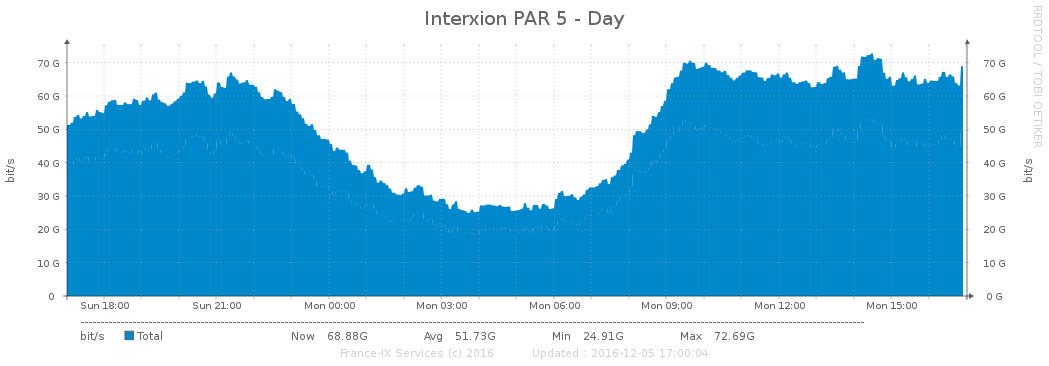 Interxion PAR 5 - Day
RRDTOOL / TOBI OETIKER
bit/s
bit/s
70 G 70 G
60 G 60 G
50 G 50 G
40 G 40 G
30 G 30 G
20 G 20 G
10 G 10 G
0 0 G
Sun 18:00 Sun 21:00 Mon 00:00 Mon 03:00 Mon 06:00 Mon 09:00 Mon 12:00 Mon 15:00
bit/s Total Now 68.88G Avg 51.73G Min 24.91G Max 72.69G
France-IX Services (c) 2016 Updated : 2016-12-05 17:00:04